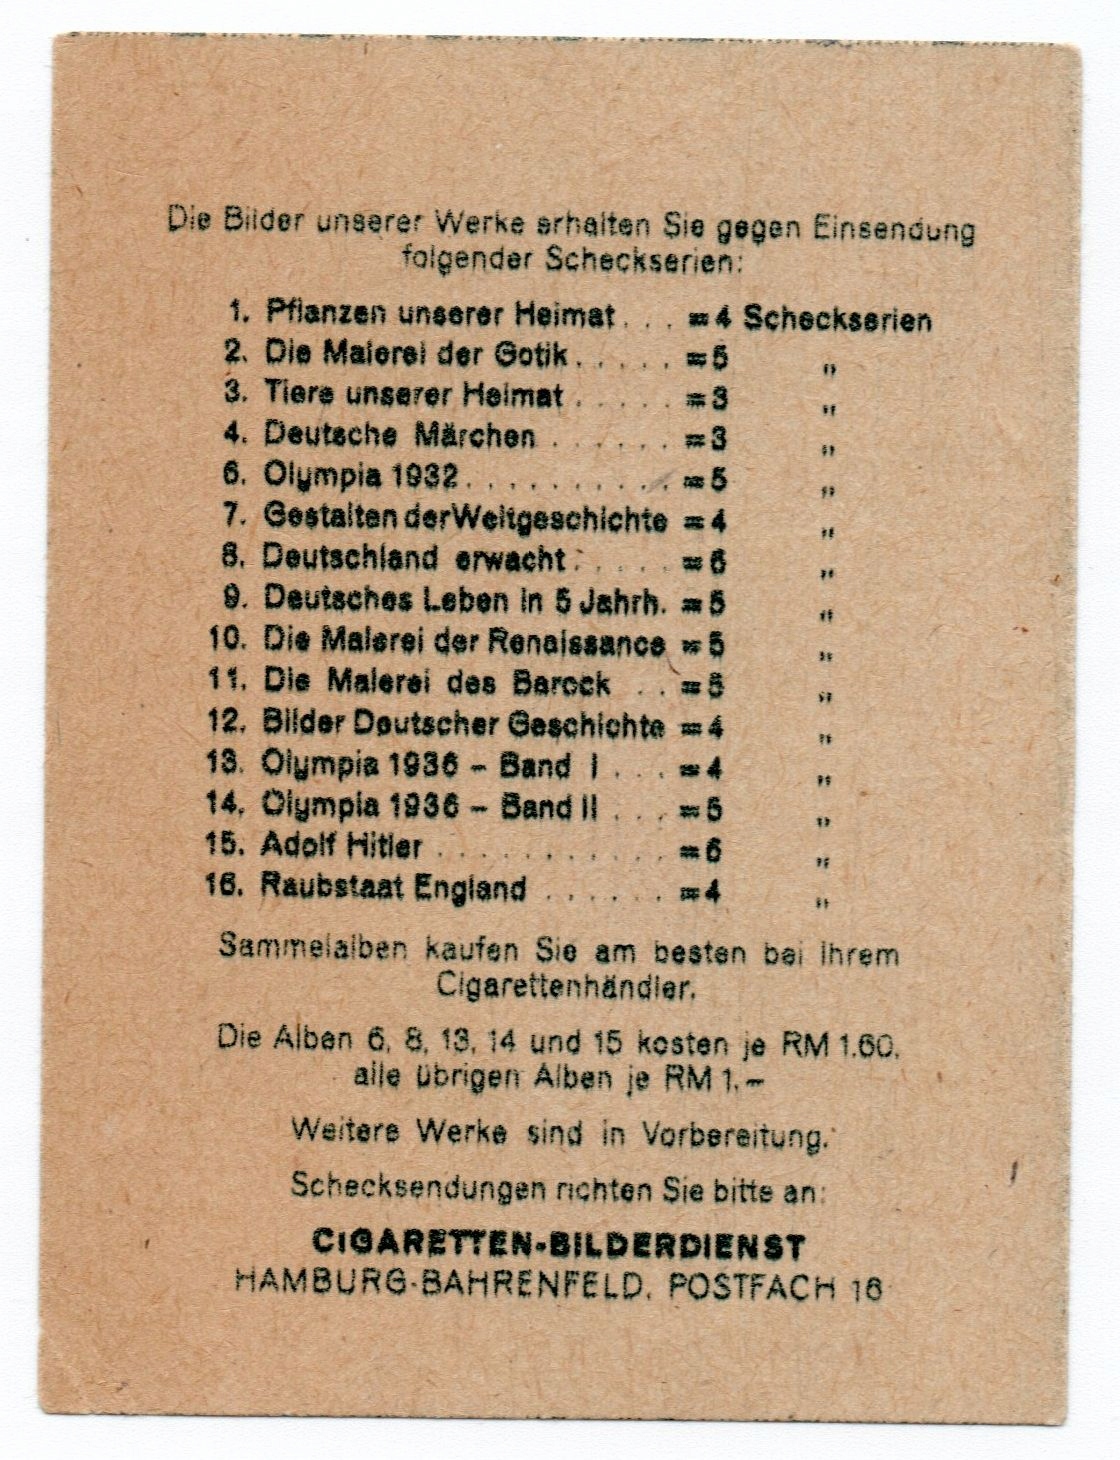 Die Bilder unserer Werke erhalten Sie gegen Einsendung
folgender Scheckserien:
1. Pflanzen unserer Heimat . . . = 4 Scheckserien
2. Die Malerei der Gotik . . . . . = 5 "
3. Tiere unserer Heimat . . . . . = 3 "
4. Deutsche Märchen . . . . . . = 3 "
6. Olympia 1932 . . . . . . . . . . = 5 "
7. Gestalten der Weltgeschichte = 4 "
8. Deutschland erwacht . . . . . = 6 "
9. Deutsches Leben in 5 Jahrh. = 5 "
10. Die Malerei der Renaissance = 5 "
11. Die Malerei des Barock . . = 5 "
12. Bilder Deutscher Geschichte = 4 "
13. Olympia 1936 – Band I . . . = 4 "
14. Olympia 1936 – Band II . . . = 5 "
15. Adolf Hitler . . . . . . . . . . . = 6 "
16. Raubstaat England . . . . . . = 4 "
Sammelalben kaufen Sie am besten bei Ihrem
Cigarettenhändler.
Die Alben 6, 8, 13, 14 und 15 kosten je RM 1.60,
alle übrigen Alben je RM 1.–
Weitere Werke sind in Vorbereitung.
Schecksendungen richten Sie bitte an:
CIGARETTEN-BILDERDIENST
HAMBURG-BAHRENFELD, POSTFACH 16